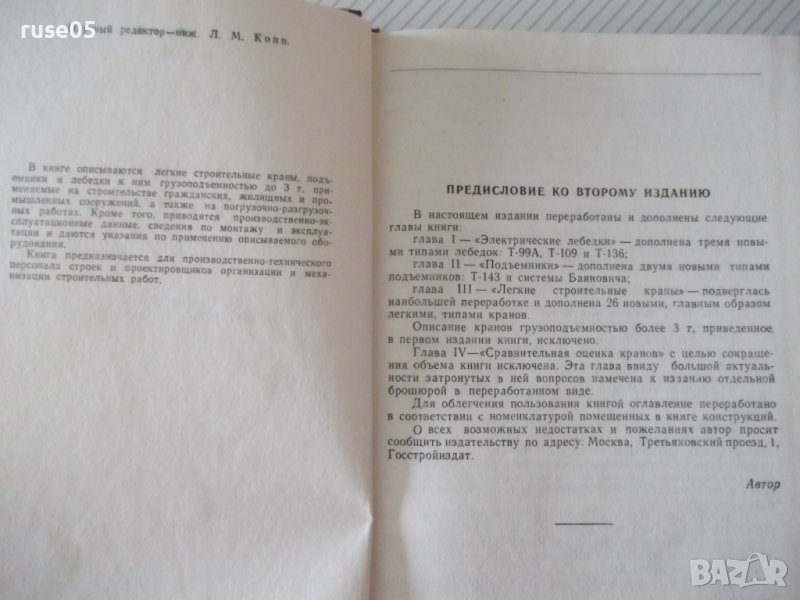 ruse05
ный редактор—инж. Л. М. Копп.
В книге описываются легкие строительные краны, подъ-
емники и лебедки к ним грузоподъемностью до 3 т, при-
меняемые на строительстве гражданских, жилищных и про-
мышленных сооружений, а также на погрузочно-разгрузоч-
ных работах. Кроме того, приводятся производственно-экс-
плуатационные данные, сведения по монтажу и эксплуа-
тации и даются указания по применению описываемого обо-
рудования.
Книга предназначается для производственно-технического
персонала строек и проектировщиков организации и меха-
низации строительных работ.
ПРЕДИСЛОВИЕ КО ВТОРОМУ ИЗДАНИЮ
В настоящем издании переработаны и дополнены следующие
главы книги:
глава I — «Электрические лебедки» — дополнена тремя новы-
ми типами лебедок: Т-99А, Т-109 и Т-136;
глава II — «Подъемники» — дополнена двумя новыми типами
подъемников: Т-143 и системы Баяновича;
глава III — «Легкие строительные краны» — подверглась
наибольшей переработке и дополнена 26 новыми, главным образом
легкими, типами кранов.
Описание кранов грузоподъемностью более 3 т, приведенное
в первом издании книги, исключено.
Глава IV—«Сравнительная оценка кранов» с целью сокраще-
ния объема книги исключена. Эта глава ввиду большой актуаль-
ности затронутых в ней вопросов намечена к изданию отдельной
брошюрой в переработанном виде.
Для облегчения пользования книгой оглавление переработано
в соответствии с номенклатурой помещенных в книге конструкций.
О всех возможных недостатках и пожеланиях автор просит
сообщить издательству по адресу: Москва, Третьяковский проезд, 1,
Госстройиздат.
Автор
BAZAR
bg